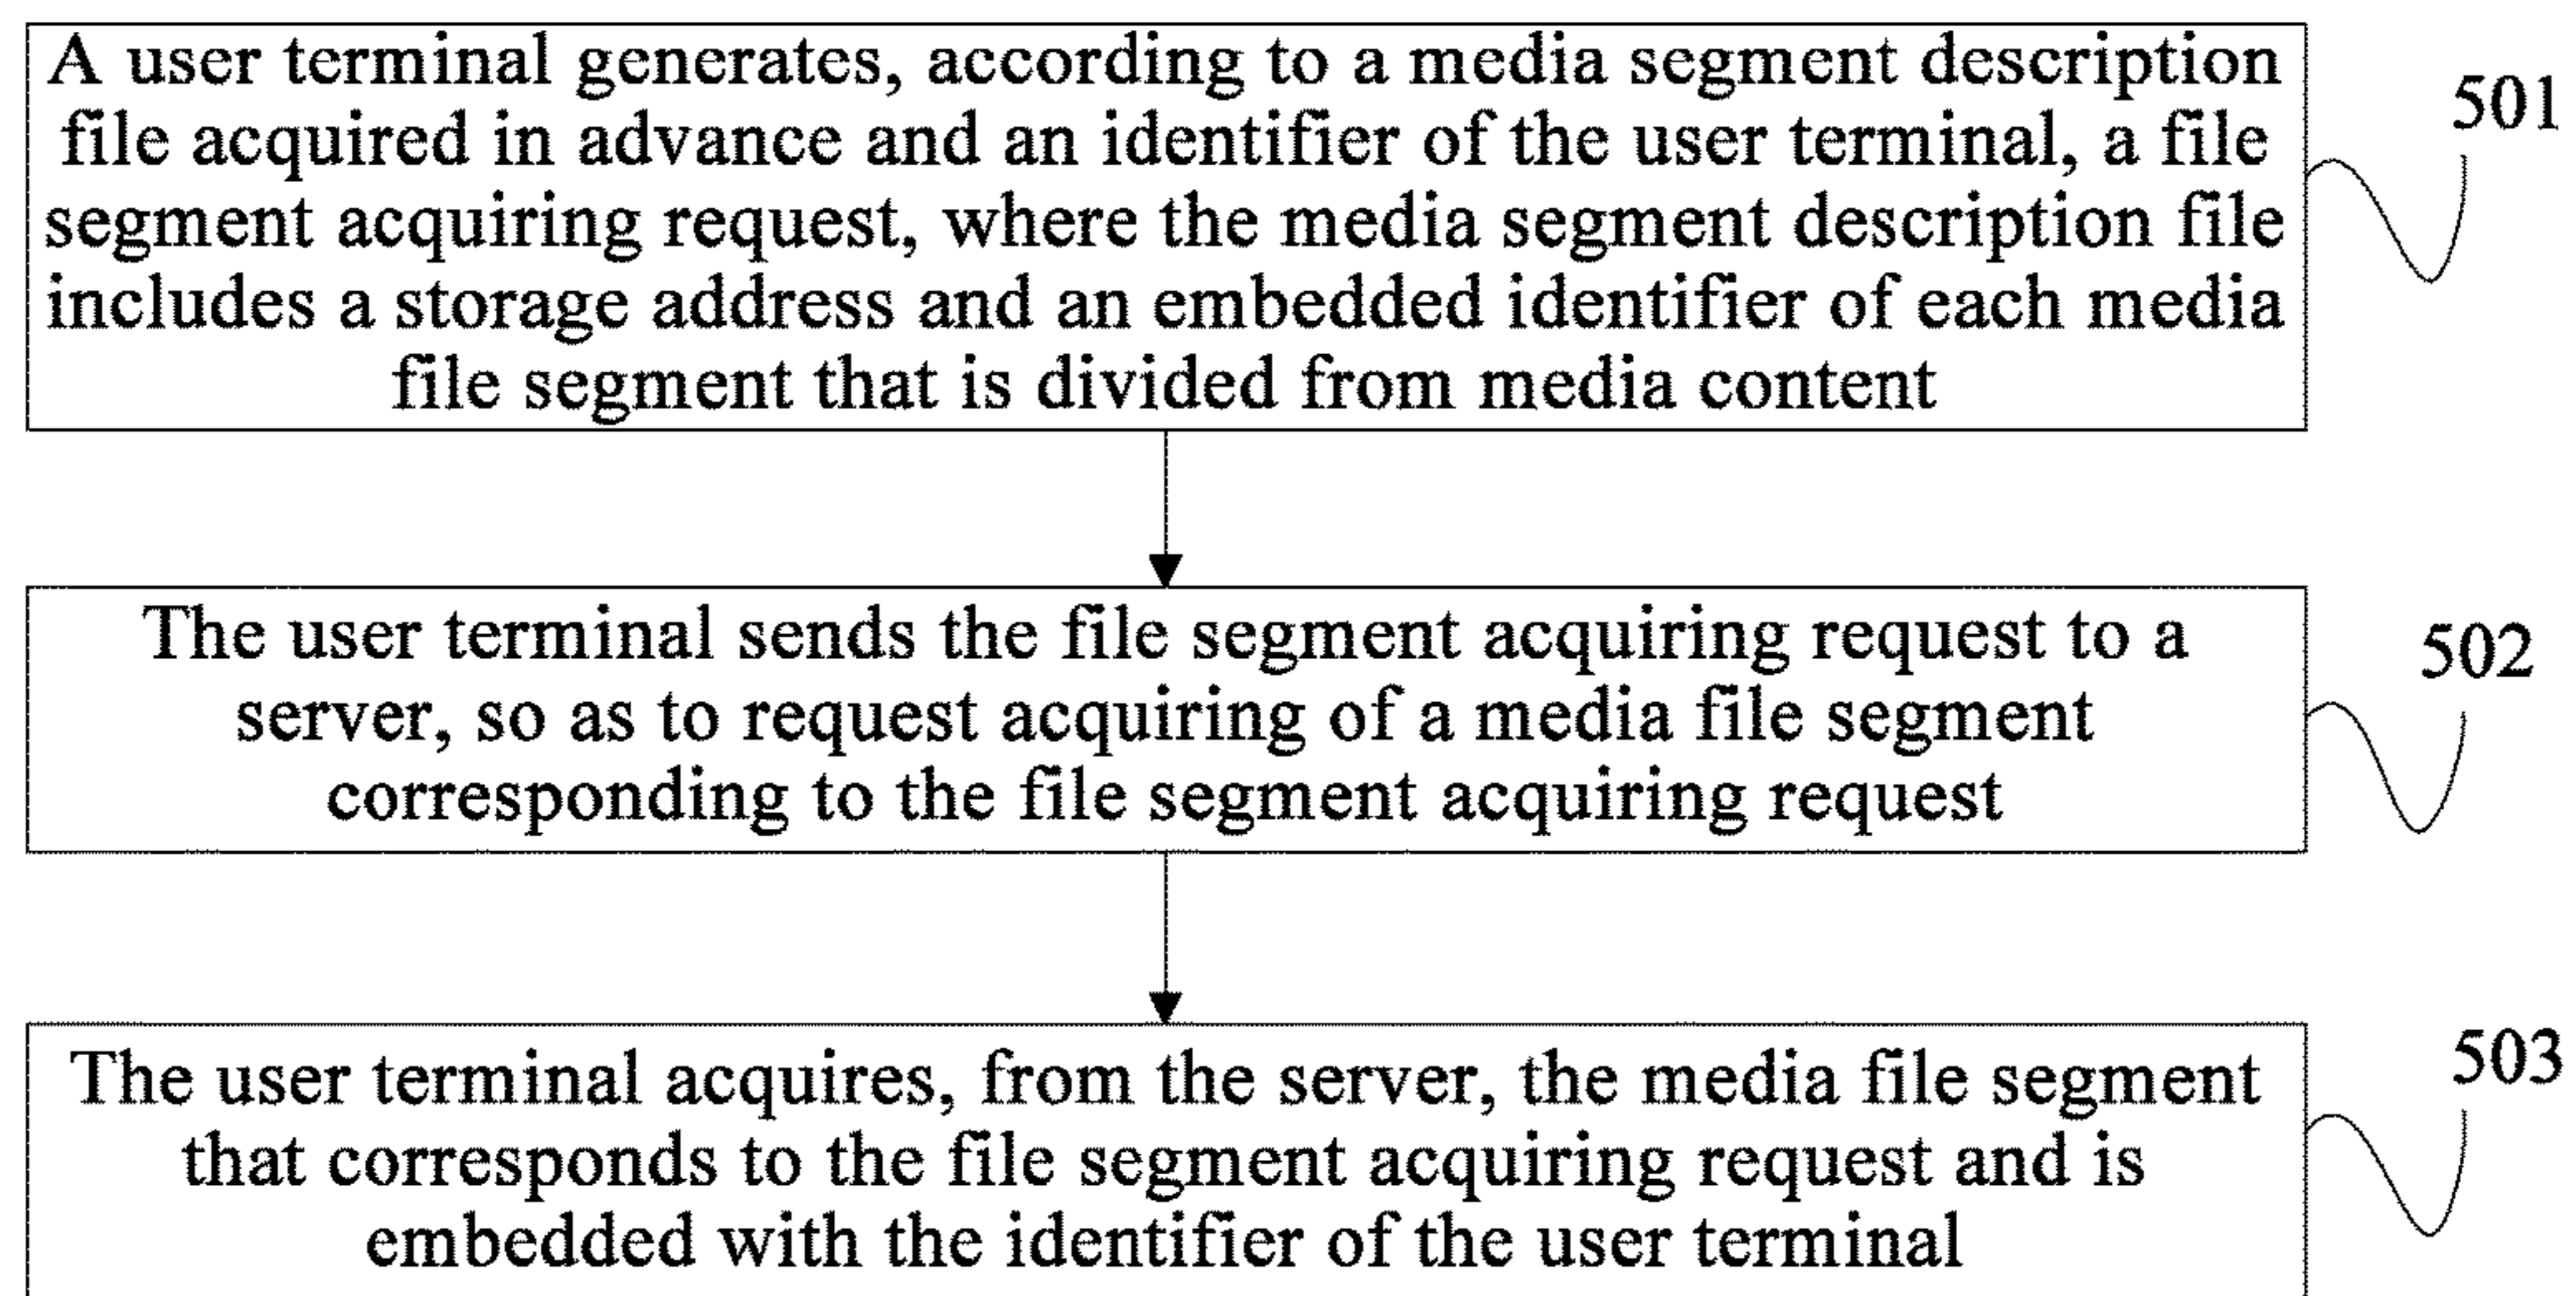 A user terminal generates, according to a media segment description
file acquired in advance and an identifier of the user terminal, a file
segment acquiring request, where the media segment description file
includes a storage address and an embedded identifier of each media
file segment that is divided from media content
501
The user terminal sends the file segment acquiring request to a
server, so as to request acquiring of a media file segment
corresponding to the file segment acquiring request
502
The user terminal acquires, from the server, the media file segment
that corresponds to the file segment acquiring request and is
embedded with the identifier of the user terminal
503